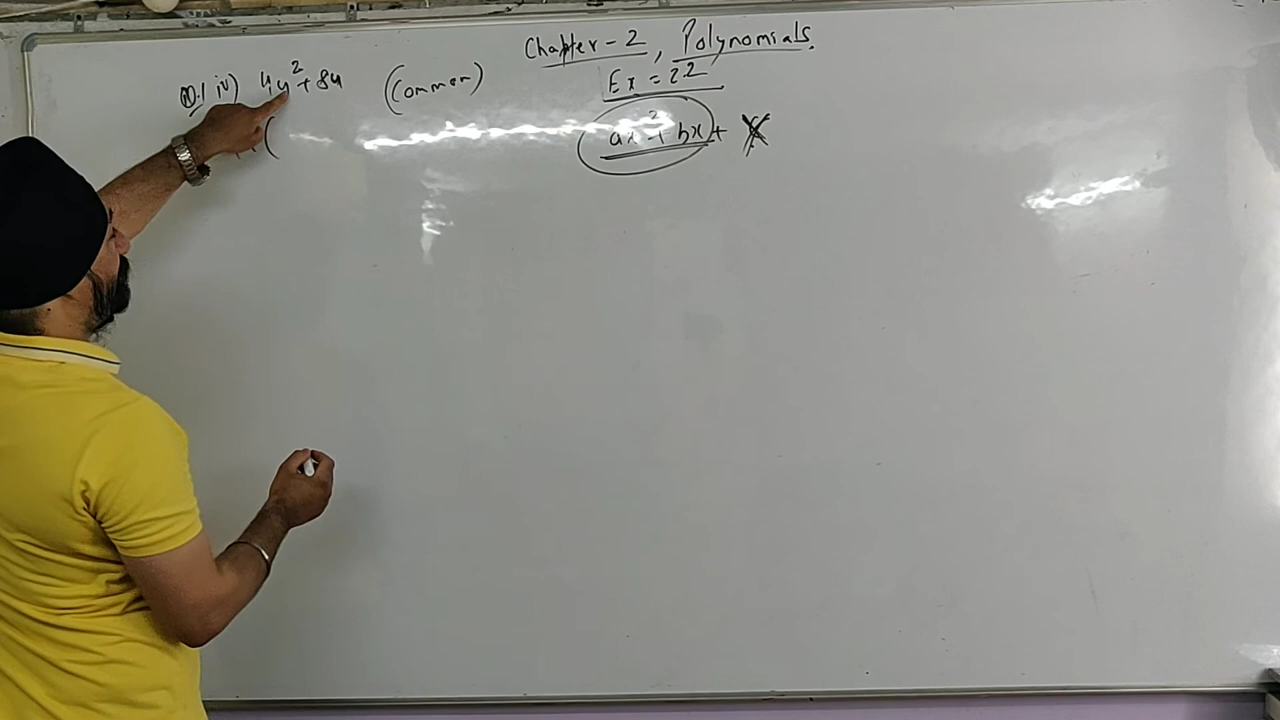 Chapter-2, Polynomials.
Ex = 2.2
Q.1 iv) 4u² + 8u (Common)
(
ax² + bx +